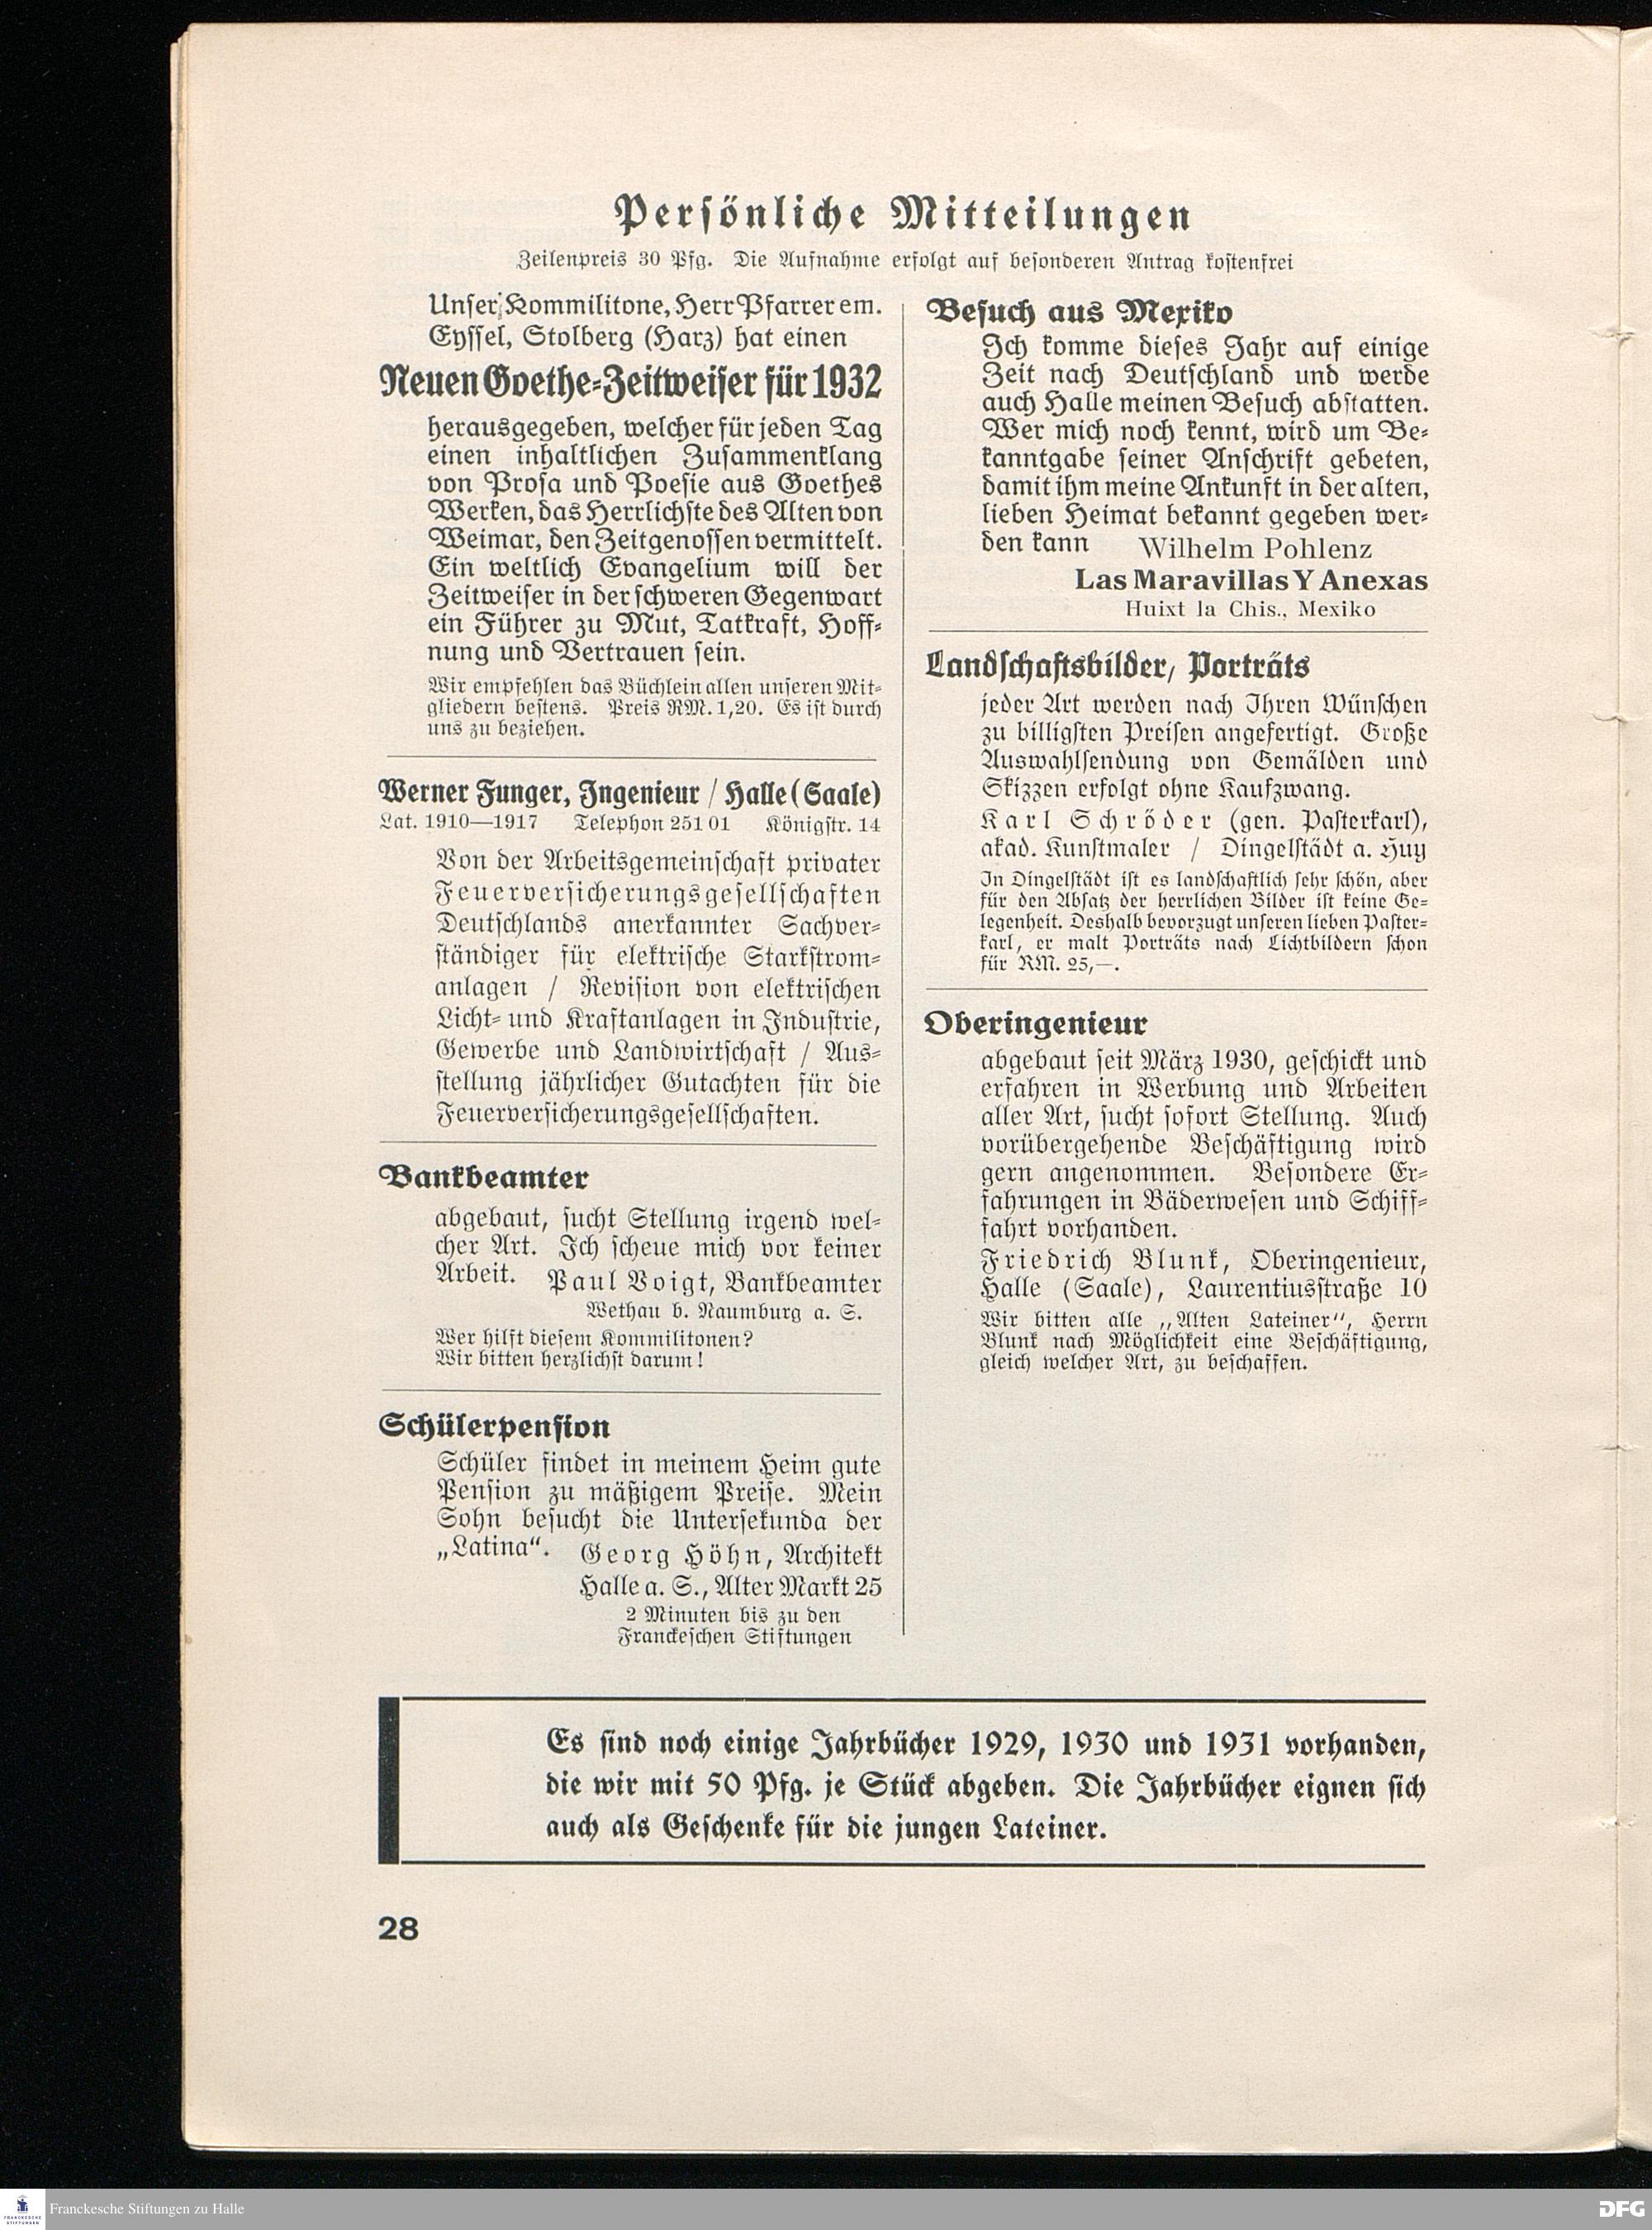 Persönliche Mitteilungen
Zeilenpreis 30 Pfg. Die Aufnahme erfolgt auf besonderen Antrag kostenfrei
Unser Kommilitone, Herr Pfarrer em.
Eyssel, Stolberg (Harz) hat einen
Neuen Goethe-Zeitweiser für 1932
herausgegeben, welcher für jeden Tag
einen inhaltlichen Zusammenklang
von Prosa und Poesie aus Goethes
Werken, das Herrlichste des Alten von
Weimar, den Zeitgenossen vermittelt.
Ein weltlich Evangelium will der
Zeitweiser in der schweren Gegenwart
ein Führer zu Mut, Tatkraft, Hoff-
nung und Vertrauen sein.
Wir empfehlen das Büchlein allen unseren Mit-
gliedern bestens. Preis RM. 1,20. Es ist durch
uns zu beziehen.
Werner Funger, Ingenieur / Halle (Saale)
Lat. 1910—1917 Telephon 251 01 Königstr. 14
Von der Arbeitsgemeinschaft privater
Feuerversicherungsgesellschaften
Deutschlands anerkannter Sachver-
ständiger für elektrische Starkstrom-
anlagen / Revision von elektrischen
Licht- und Kraftanlagen in Industrie,
Gewerbe und Landwirtschaft / Aus-
stellung jährlicher Gutachten für die
Feuerversicherungsgesellschaften.
Bankbeamter
abgebaut, sucht Stellung irgend wel-
cher Art. Ich scheue mich vor keiner
Arbeit. Paul Voigt, Bankbeamter
Wethau b. Naumburg a. S.
Wer hilft diesem Kommilitonen?
Wir bitten herzlichst darum!
Schülerpension
Schüler findet in meinem Heim gute
Pension zu mäßigem Preise. Mein
Sohn besucht die Untersekunda der
„Latina“. Georg Höhn, Architekt
Halle a. S., Alter Markt 25
2 Minuten bis zu den
Franckeschen Stiftungen
Besuch aus Mexiko
Ich komme dieses Jahr auf einige
Zeit nach Deutschland und werde
auch Halle meinen Besuch abstatten.
Wer mich noch kennt, wird um Be-
kanntgabe seiner Anschrift gebeten,
damit ihm meine Ankunft in der alten,
lieben Heimat bekannt gegeben wer-
den kann Wilhelm Pohlenz
Las Maravillas Y Anexas
Huixt la Chis., Mexiko
Landschaftsbilder, Porträts
jeder Art werden nach Ihren Wünschen
zu billigsten Preisen angefertigt. Große
Auswahlsendung von Gemälden und
Skizzen erfolgt ohne Kaufzwang.
Karl Schröder (gen. Pasterkarl),
akad. Kunstmaler / Dingelstädt a. Huy
In Dingelstädt ist es landschaftlich sehr schön, aber
für den Absatz der herrlichen Bilder ist keine Ge-
legenheit. Deshalb bevorzugt unseren lieben Paster-
karl, er malt Porträts nach Lichtbildern schon
für RM. 25,—.
Oberingenieur
abgebaut seit März 1930, geschickt und
erfahren in Werbung und Arbeiten
aller Art, sucht sofort Stellung. Auch
vorübergehende Beschäftigung wird
gern angenommen. Besondere Er-
fahrungen in Bäderwesen und Schiff-
fahrt vorhanden.
Friedrich Blunk, Oberingenieur,
Halle (Saale), Laurentiusstraße 10
Wir bitten alle „Alten Lateiner“, Herrn
Blunk nach Möglichkeit eine Beschäftigung,
gleich welcher Art, zu beschaffen.
Es sind noch einige Jahrbücher 1929, 1930 und 1931 vorhanden,
die wir mit 50 Pfg. je Stück abgeben. Die Jahrbücher eignen sich
auch als Geschenke für die jungen Lateiner.
28
FRANCKESCHE
STIFTUNGEN
Franckesche Stiftungen zu Halle
DFG